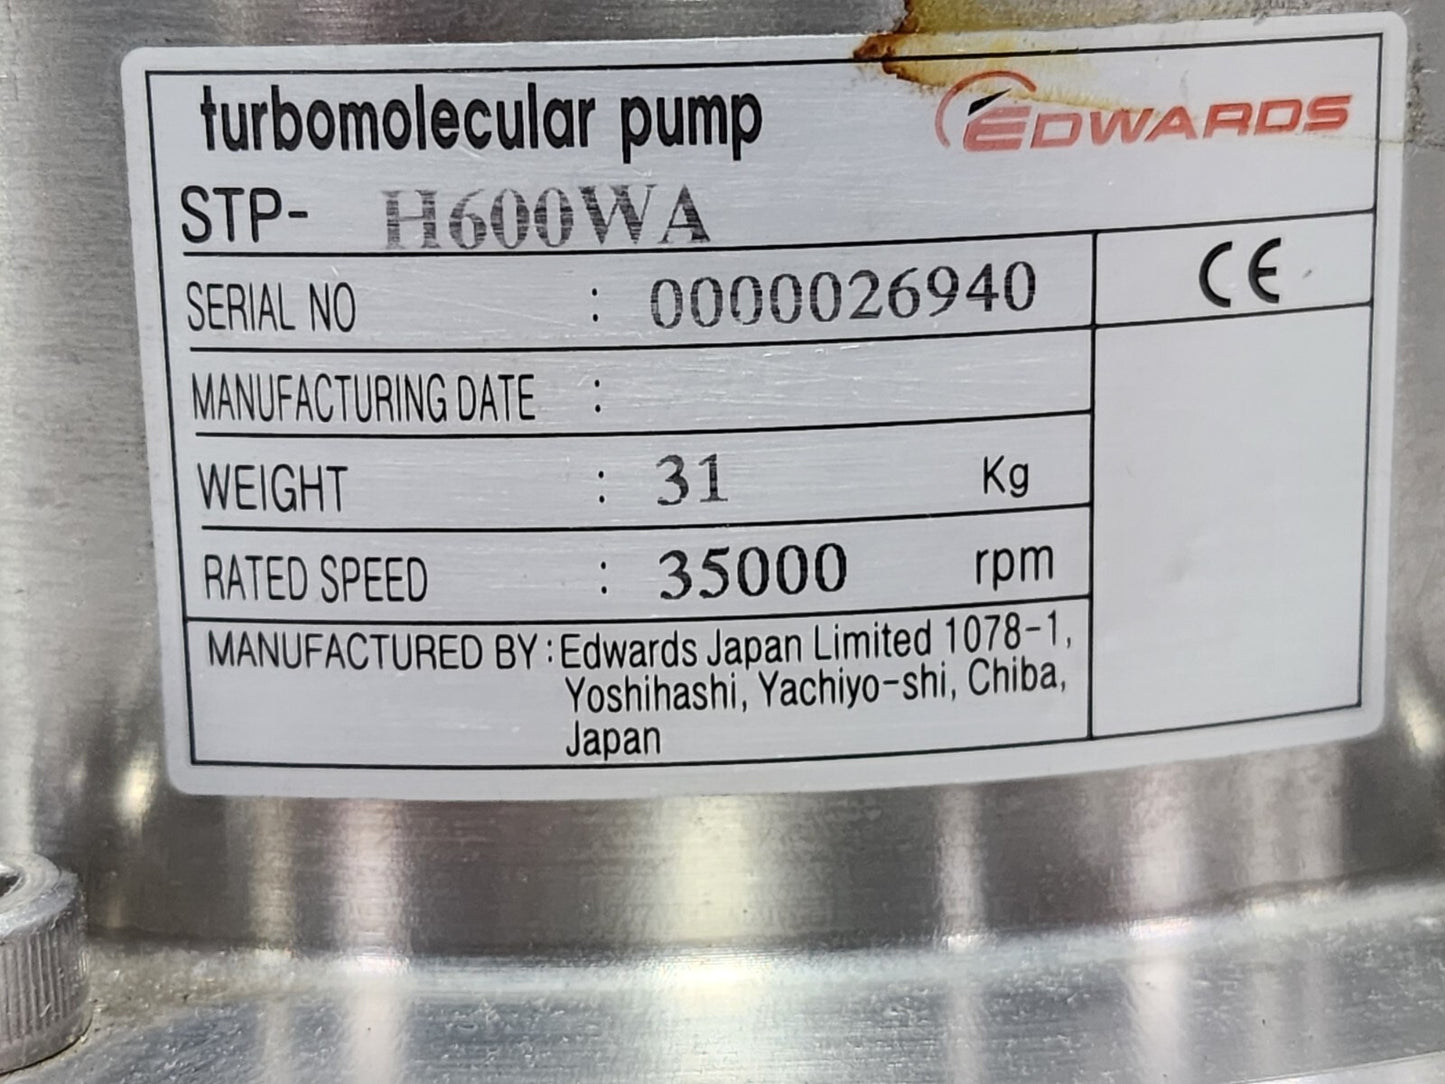 turbomolecular pump EDWARDS
STP- H600WA
SERIAL NO : 0000026940 CE
MANUFACTURING DATE :
WEIGHT : 31 Kg
RATED SPEED : 35000 rpm
MANUFACTURED BY : Edwards Japan Limited 1078-1,
Yoshihashi, Yachiyo-shi, Chiba,
Japan